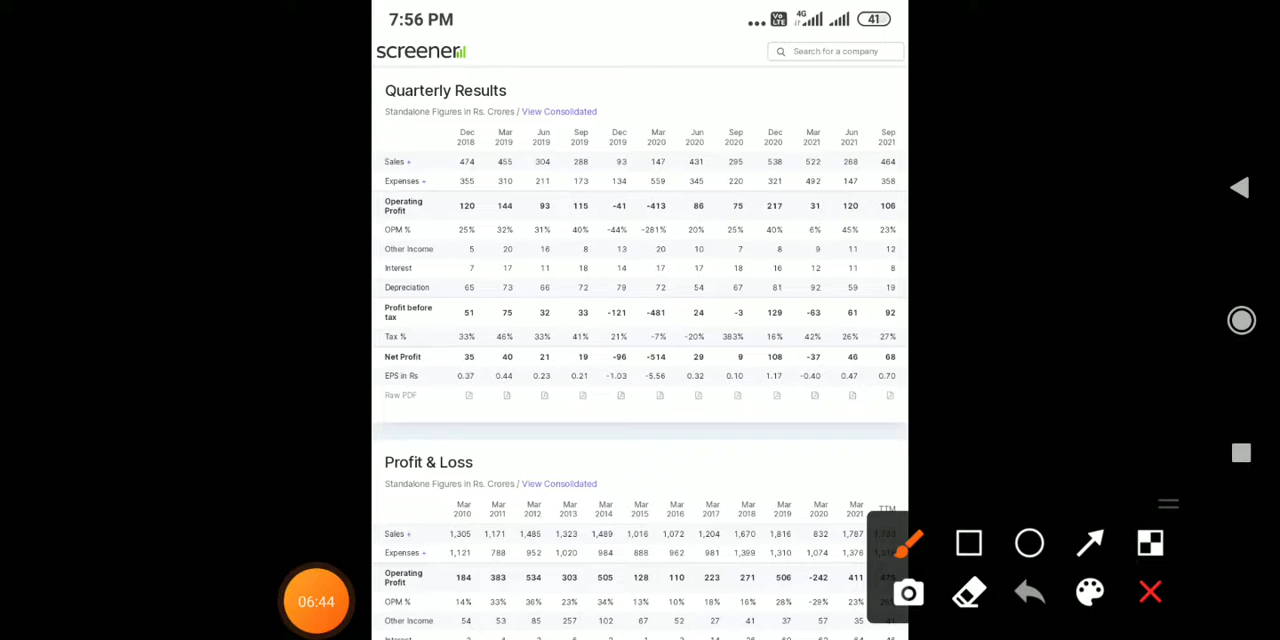 7:56 PM
Vo LTE 4G 41
screener
Search for a company
Quarterly Results
Standalone Figures in Rs. Crores / View Consolidated
Dec 2018 Mar 2019 Jun 2019 Sep 2019 Dec 2019 Mar 2020 Jun 2020 Sep 2020 Dec 2020 Mar 2021 Jun 2021 Sep 2021
Sales + 474 455 304 288 93 147 431 295 538 522 268 464
Expenses + 355 310 211 173 134 559 345 220 321 492 147 358
Operating Profit 120 144 93 115 -41 -413 86 75 217 31 120 106
OPM % 25% 32% 31% 40% -44% -281% 20% 25% 40% 6% 45% 23%
Other Income 5 20 16 8 13 20 10 7 8 9 11 12
Interest 7 17 11 18 14 17 17 18 16 12 11 8
Depreciation 65 73 66 72 79 72 54 67 81 92 59 19
Profit before tax 51 75 32 33 -121 -481 24 -3 129 -63 61 92
Tax % 33% 46% 33% 41% 21% -7% -20% 383% 16% 42% 26% 27%
Net Profit 35 40 21 19 -96 -514 29 9 108 -37 46 68
EPS in Rs 0.37 0.44 0.23 0.21 -1.03 -5.56 0.32 0.10 1.17 -0.40 0.47 0.70
Raw PDF
Profit & Loss
Standalone Figures in Rs. Crores / View Consolidated
Mar 2010 Mar 2011 Mar 2012 Mar 2013 Mar 2014 Mar 2015 Mar 2016 Mar 2017 Mar 2018 Mar 2019 Mar 2020 Mar 2021 TTM
Sales + 1,305 1,171 1,485 1,323 1,489 1,016 1,072 1,204 1,670 1,816 832 1,787
Expenses + 1,121 788 952 1,020 984 888 962 981 1,399 1,310 1,074 1,376
Operating Profit 184 383 534 303 505 128 110 223 271 506 -242 411
OPM % 14% 33% 36% 23% 34% 13% 10% 18% 16% 28% -29% 23%
Other Income 54 53 85 257 102 67 52 27 41 37 57 35
06:44